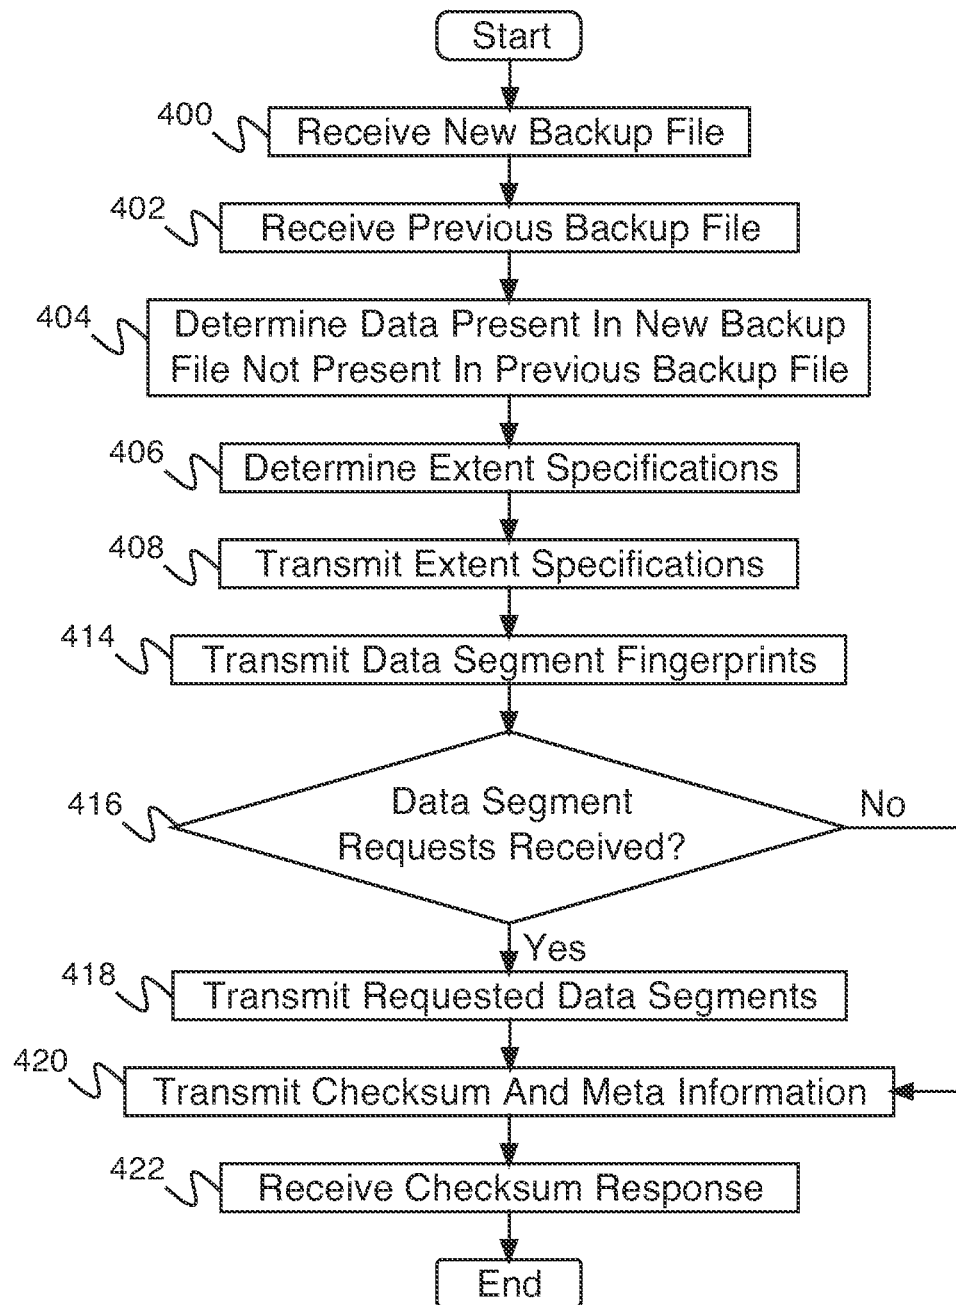 Start
400
Receive New Backup File
402
Receive Previous Backup File
404
Determine Data Present In New Backup
File Not Present In Previous Backup File
406
Determine Extent Specifications
408
Transmit Extent Specifications
414
Transmit Data Segment Fingerprints
416
Data Segment
Requests Received?
No
Yes
418
Transmit Requested Data Segments
420
Transmit Checksum And Meta Information
422
Receive Checksum Response
End